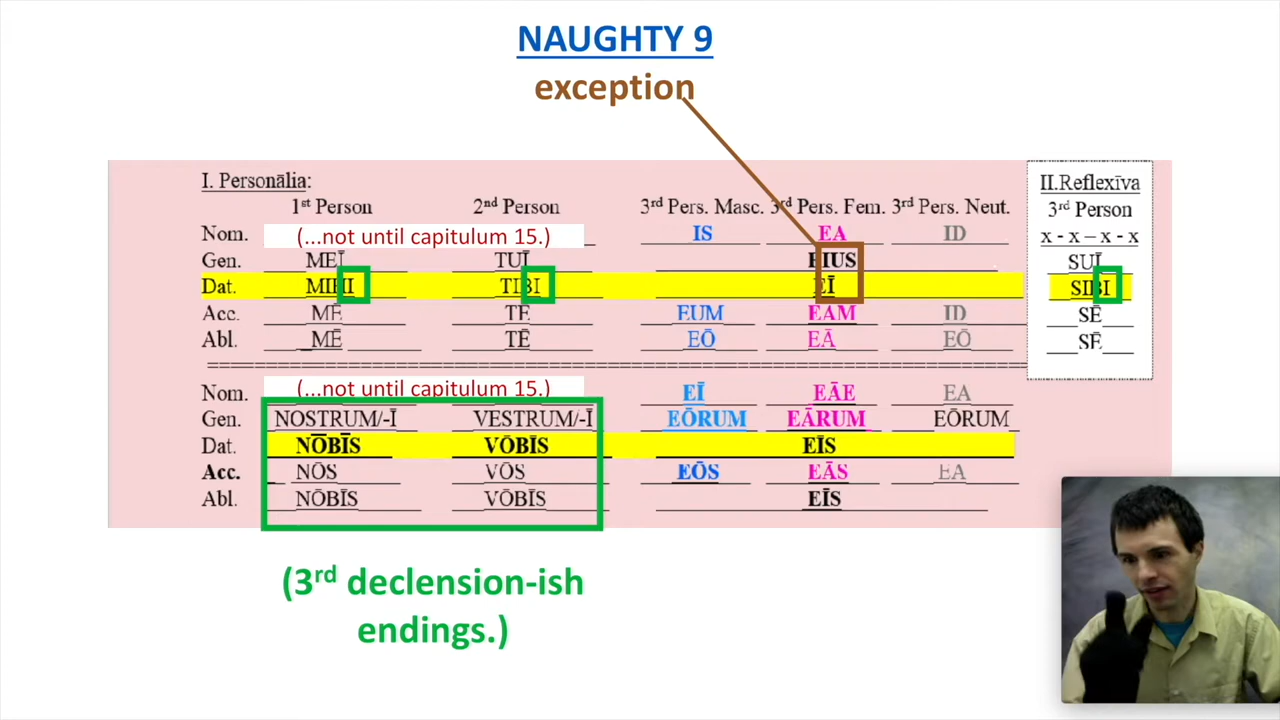 NAUGHTY 9
exception
I. Personālia:
1st Person 2nd Person 3rd Pers. Masc. 3rd Pers. Fem. 3rd Pers. Neut.
Nom. (...not until capitulum 15.) IS EA ID
Gen. MEĪ TUĪ EIUS
Dat. MIHI TIBI EĪ
Acc. MĒ TĒ EUM EAM ID
Abl. MĒ TĒ EŌ EĀ EŌ
Nom. (...not until capitulum 15.) EĪ EĀE EA
Gen. NOSTRUM/-Ī VESTRUM/-Ī EŌRUM EĀRUM EŌRUM
Dat. NŌBĪS VŌBĪS EĪS
Acc. NŌS VŌS EŌS EĀS EA
Abl. NŌBĪS VŌBĪS EĪS
II.Reflexīva
3rd Person
x - x – x - x
SUĪ
SIBI
SĒ
SĒ
(3rd declension-ish
endings.)